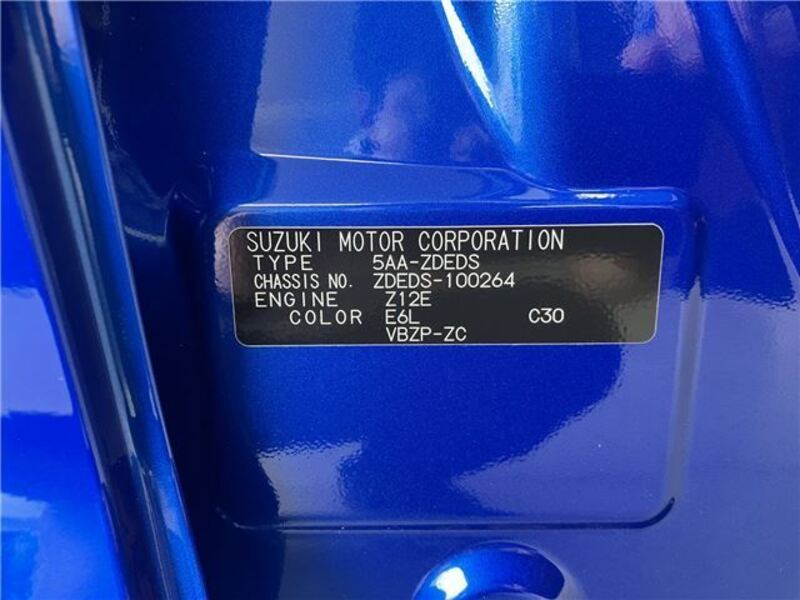 SUZUKI MOTOR CORPORATION
TYPE 5AA-ZDEDS
CHASSIS NO. ZDEDS-100264
ENGINE Z12E
COLOR E6L C30
VBZP-ZC